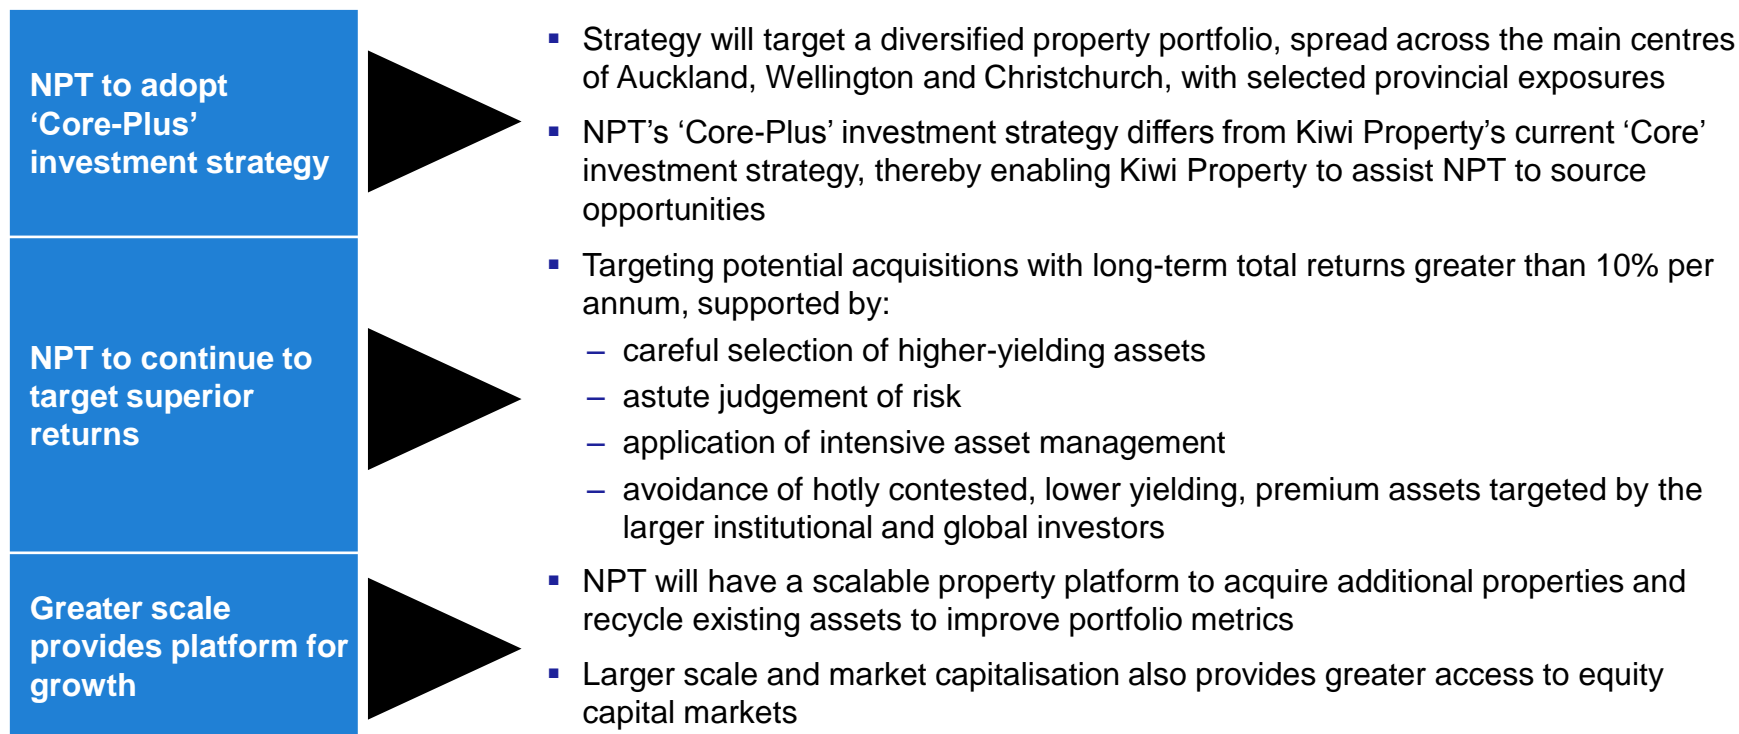 NPT to adopt
‘Core-Plus’
investment strategy
▪ Strategy will target a diversified property portfolio, spread across the main centres
of Auckland, Wellington and Christchurch, with selected provincial exposures
▪ NPT’s ‘Core-Plus’ investment strategy differs from Kiwi Property’s current ‘Core’
investment strategy, thereby enabling Kiwi Property to assist NPT to source
opportunities
NPT to continue to
target superior
returns
▪ Targeting potential acquisitions with long-term total returns greater than 10% per
annum, supported by:
– careful selection of higher-yielding assets
– astute judgement of risk
– application of intensive asset management
– avoidance of hotly contested, lower yielding, premium assets targeted by the
larger institutional and global investors
Greater scale
provides platform for
growth
▪ NPT will have a scalable property platform to acquire additional properties and
recycle existing assets to improve portfolio metrics
▪ Larger scale and market capitalisation also provides greater access to equity
capital markets